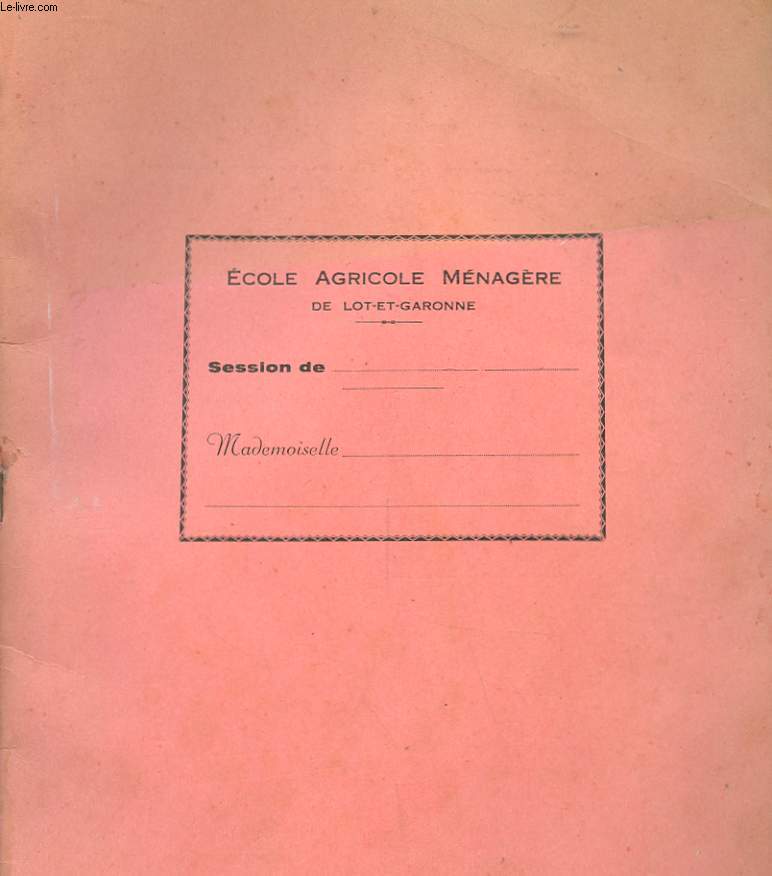 Le-livre.com
École Agricole Ménagère
DE LOT-ET-GARONNE
Session de
Mademoiselle